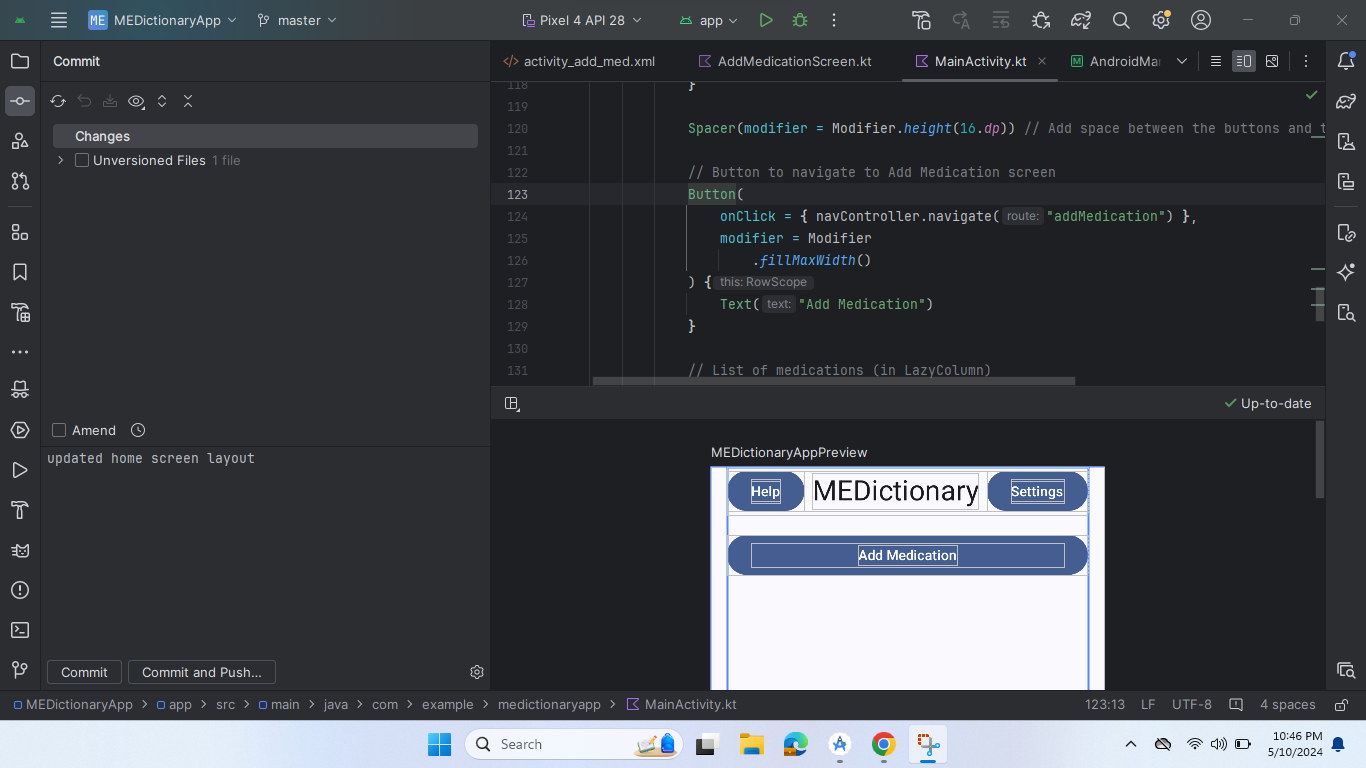 ME MEDictionaryApp master Pixel 4 API 28 app
Commit
activity_add_med.xml AddMedicationScreen.kt MainActivity.kt AndroidMa
Changes
Unversioned Files 1 file
118 }
119
120 Spacer(modifier = Modifier.height(16.dp)) // Add space between the buttons and t
121
122 // Button to navigate to Add Medication screen
123 Button(
124 onClick = { navController.navigate( route: "addMedication") },
125 modifier = Modifier
126 .fillMaxWidth()
127 ) { this: RowScope
128 Text( text: "Add Medication")
129 }
130
131 // List of medications (in LazyColumn)
Up-to-date
Amend
updated home screen layout
MEDictionaryAppPreview
Help MEDictionary Settings
Add Medication
Commit Commit and Push...
MEDictionaryApp > app > src > main > java > com > example > medictionaryapp > MainActivity.kt 123:13 LF UTF-8 4 spaces
Search
10:46 PM
5/10/2024